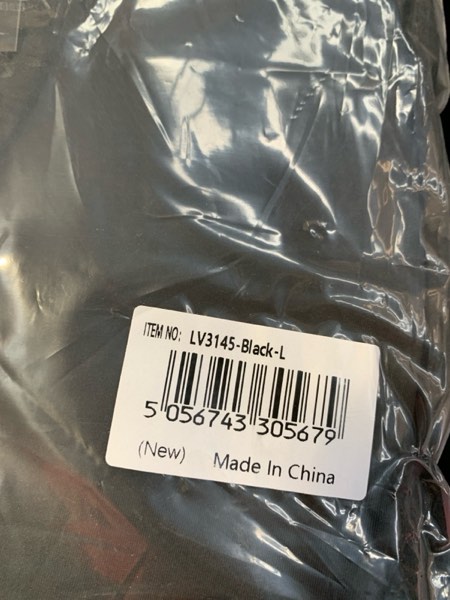 ITEM NO: LV3145-Black-L
5 056743 305679
(New) Made In China